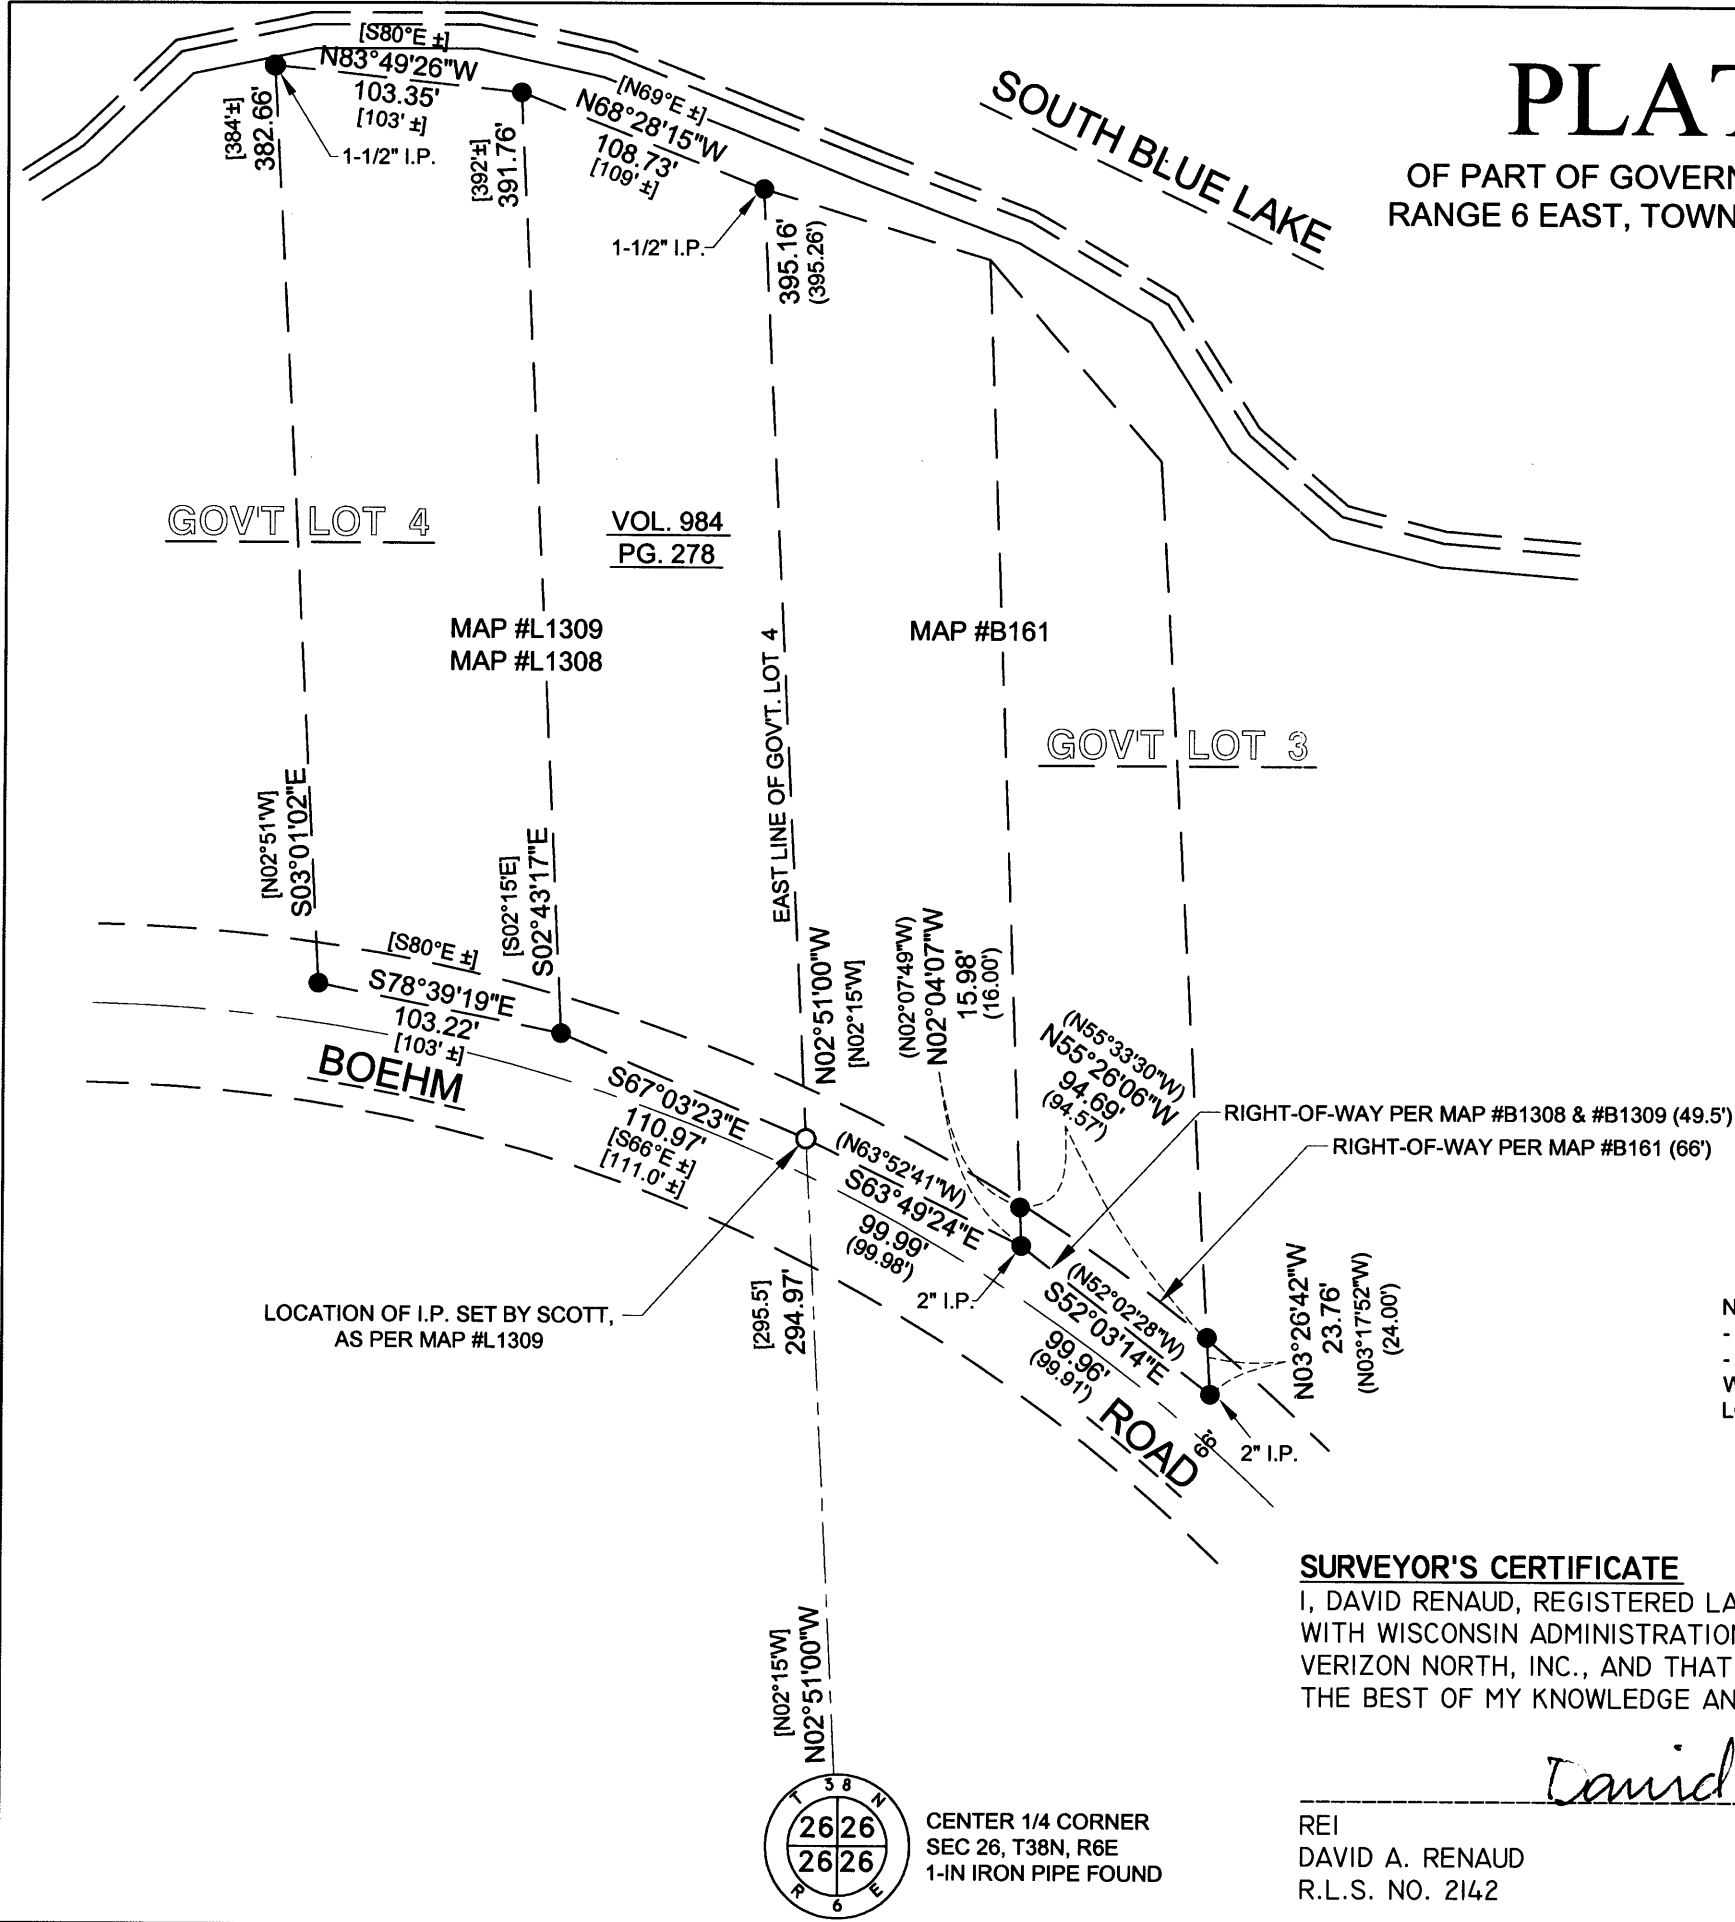 PLAT
OF PART OF GOVERN
RANGE 6 EAST, TOWN
SOUTH BLUE LAKE
[S80°E ±]
N83°49'26"W
103.35'
[103' ±]
[384'±]
382.66'
1-1/2" I.P.
[392'±]
391.76'
[N69°E ±]
N68°28'15"W
108.73'
[109' ±]
1-1/2" I.P.
395.16'
(395.26')
GOV'T LOT 4
VOL. 984
PG. 278
MAP #L1309
MAP #L1308
EAST LINE OF GOV'T. LOT 4
MAP #B161
GOV'T LOT 3
[N02°51'W]
S03°01'02"E
[S02°15'E]
S02°43'17"E
[S80°E ±]
S78°39'19"E
103.22'
[103' ±]
BOEHM
N02°51'00"W
[N02°15'W]
(N02°07'49"W)
N02°04'07"W
15.98'
(16.00')
(N55°33'30"W)
N55°26'06"W
94.69'
(94.57')
RIGHT-OF-WAY PER MAP #B1308 & #B1309 (49.5')
RIGHT-OF-WAY PER MAP #B161 (66')
S67°03'23"E
110.97'
[S66°E ±]
[111.0' ±]
(N63°52'41"W)
S63°49'24"E
99.99'
(99.98')
LOCATION OF I.P. SET BY SCOTT,
AS PER MAP #L1309
[295.5']
294.97'
2" I.P.
(N52°02'28"W)
S52°03'14"E
99.96'
(99.91')
N03°26'42"W
23.76'
(N03°17'52"W)
(24.00')
ROAD
66'
2" I.P.
N
-
-
W
L
SURVEYOR'S CERTIFICATE
I, DAVID RENAUD, REGISTERED LA
WITH WISCONSIN ADMINISTRATION
VERIZON NORTH, INC., AND THAT
THE BEST OF MY KNOWLEDGE AN
David
REI
DAVID A. RENAUD
R.L.S. NO. 2142
[N02°15'W]
N02°51'00"W
T 38 N
26 26
26 26
R 6 E
CENTER 1/4 CORNER
SEC 26, T38N, R6E
1-IN IRON PIPE FOUND